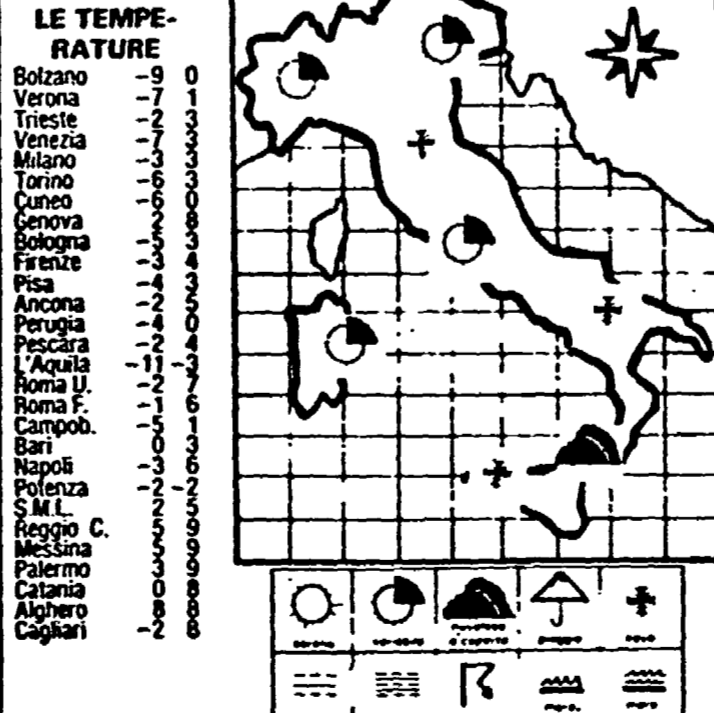 LE TEMPE-
RATURE
Bolzano -9 0
Verona -7 1
Trieste -2 3
Venezia -7 3
Milano -3 3
Torino -6 3
Cuneo -6 0
Genova 2 8
Bologna -5 3
Firenze -3 4
Pisa -4 3
Ancona -2 5
Perugia -4 0
Pescara -2 4
L'Aquila -11 -3
Roma U. -2 7
Roma F. -1 6
Campob. -5 1
Bari 0 3
Napoli -3 6
Potenza -2 -2
S.M.L. 2 5
Reggio C. 5 9
Messina 5 9
Palermo 3 9
Catania 0 8
Alghero 8 8
Cagliari -2 8